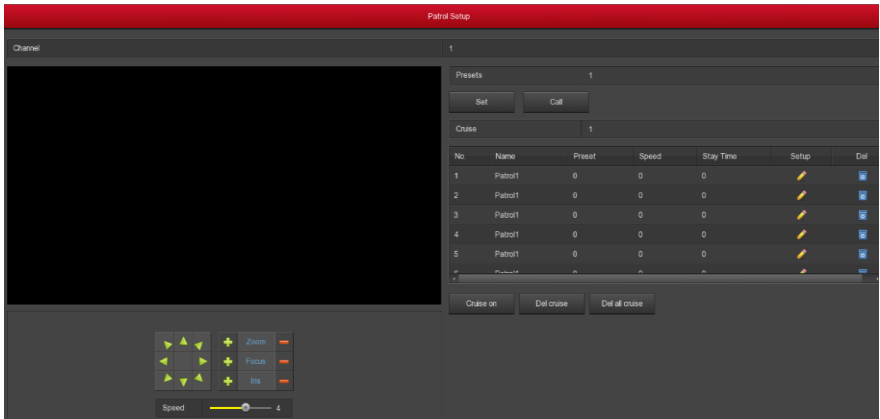 Patrol Setup
Channel 1
Presets 1
Set Call
Cruise 1
No. Name Preset Speed Stay Time Setup Del
1 Patrol1 0 0 0
2 Patrol1 0 0 0
3 Patrol1 0 0 0
4 Patrol1 0 0 0
5 Patrol1 0 0 0
Cruise on Del cruise Del all cruise
Zoom
Focus
Iris
Speed 4